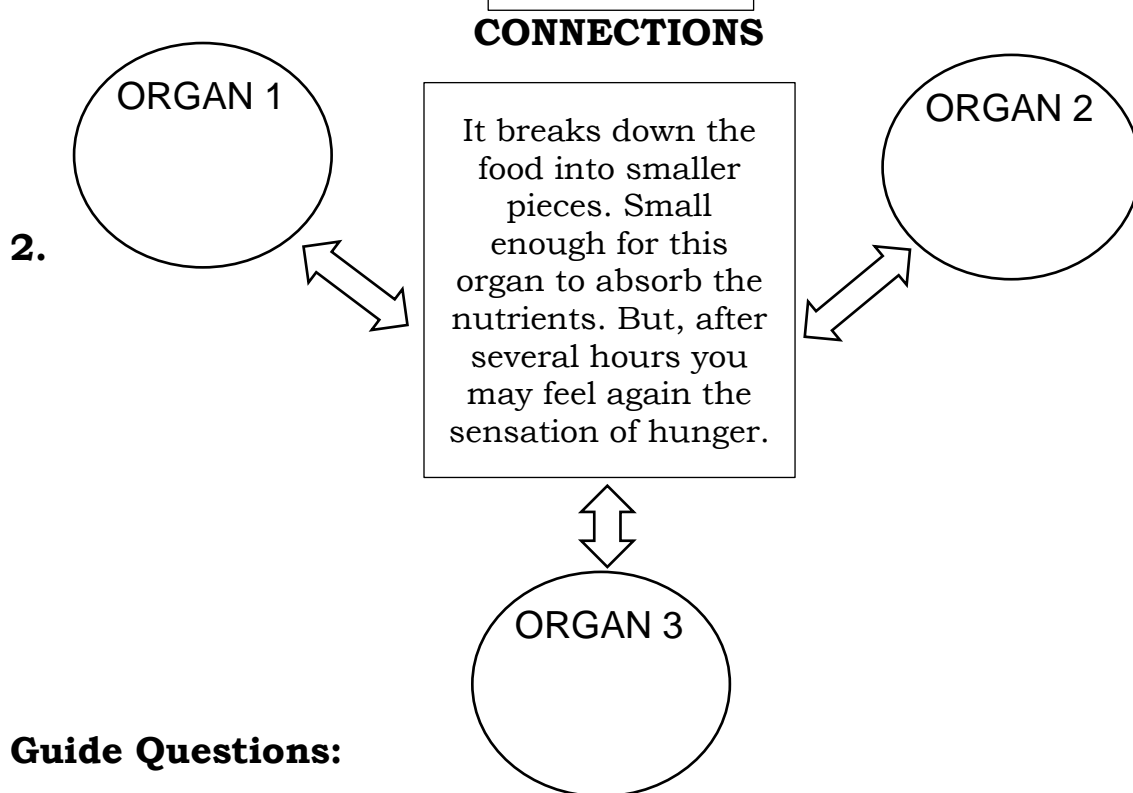 CONNECTIONS
ORGAN 1
ORGAN 2
It breaks down the
food into smaller
pieces. Small
enough for this
organ to absorb the
nutrients. But, after
several hours you
may feel again the
sensation of hunger.
2.
ORGAN 3
Guide Questions: